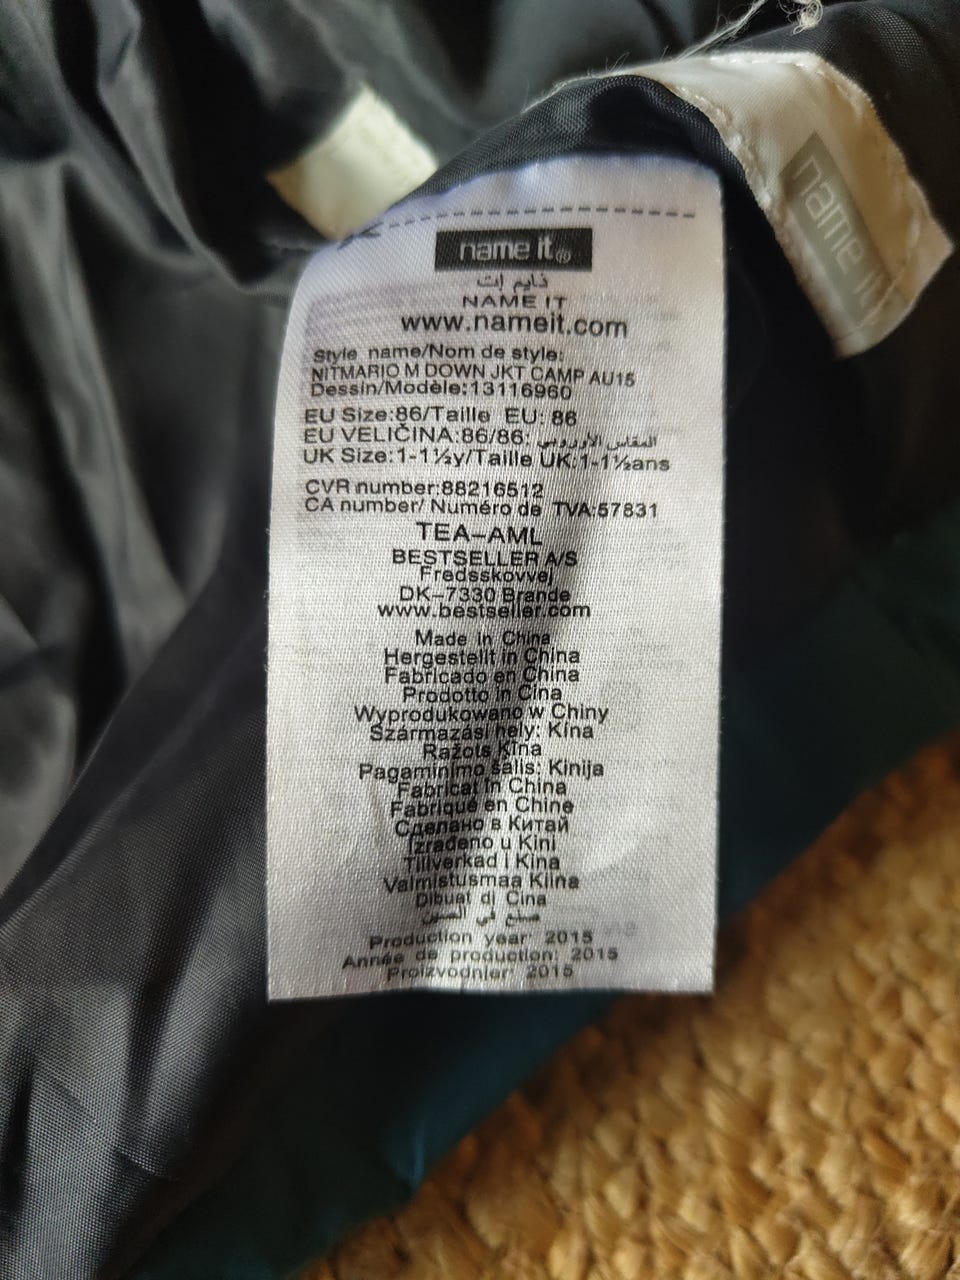 name it®
نايم إت
NAME IT
www.nameit.com
Style name/Nom de style:
NITMARIO M DOWN JKT CAMP AU15
Dessin/Modèle:13116960
EU Size:86/Taille EU: 86
EU VELIČINA:86/86: المقاس الأوروبي
UK Size:1-1½y/Taille UK:1-1½ans
CVR number:88216512
CA number/ Numéro de TVA:57831
TEA-AML
BESTSELLER A/S
Fredsskovvej
DK-7330 Brande
www.bestseller.com
Made in China
Hergestellt in China
Fabricado en China
Prodotto in Cina
Wyprodukowano w Chiny
Származási hely: Kína
Ražots Ķīna
Pagaminimo šalis: Kinija
Fabricat în China
Fabriqué en Chine
Сделано в Китай
Izrađeno u Kini
Tillverkad i Kina
Valmistusmaa Kiina
Dibuat di Cina
صنع في الصين
Production year: 2015
Année de production: 2015
Proizvodnier 2015
name it